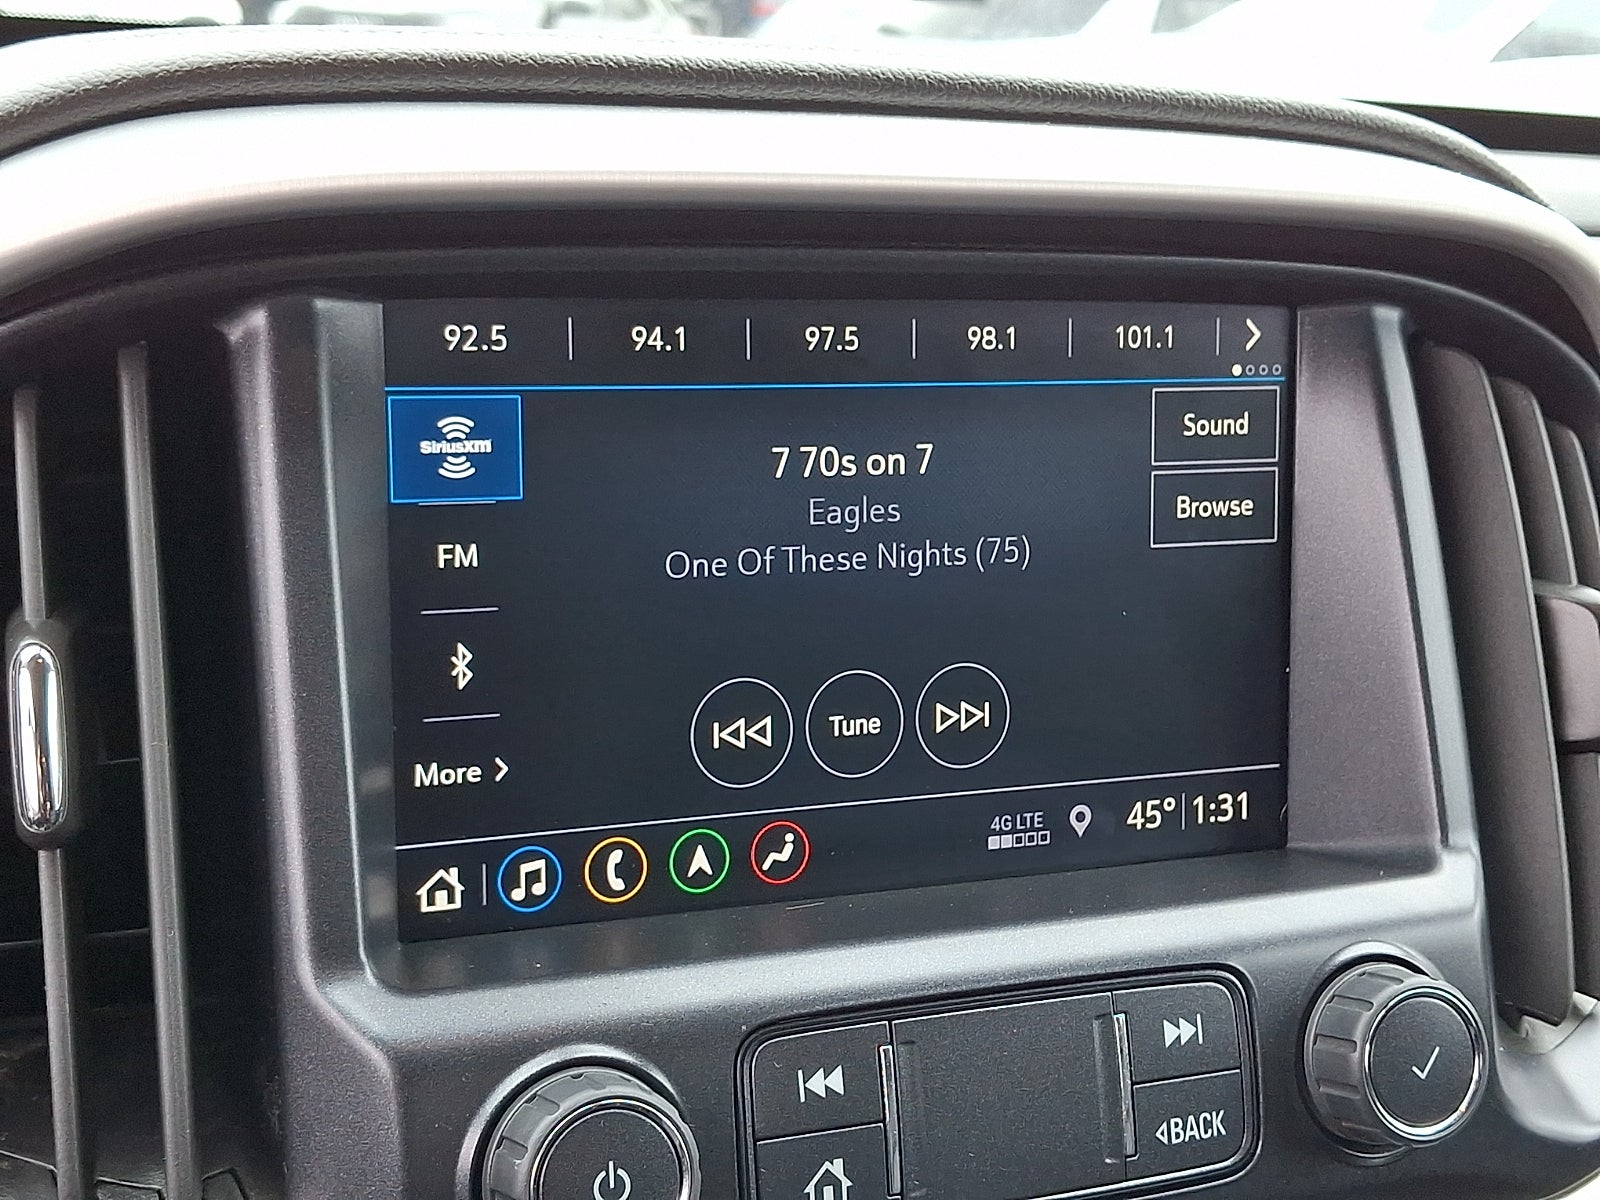 92.5 | 94.1 | 97.5 | 98.1 | 101.1 |
SiriusXm
7 70s on 7
Eagles
One Of These Nights (75)
Sound
Browse
FM
More
Tune
4G LTE
45° | 1:31
BACK